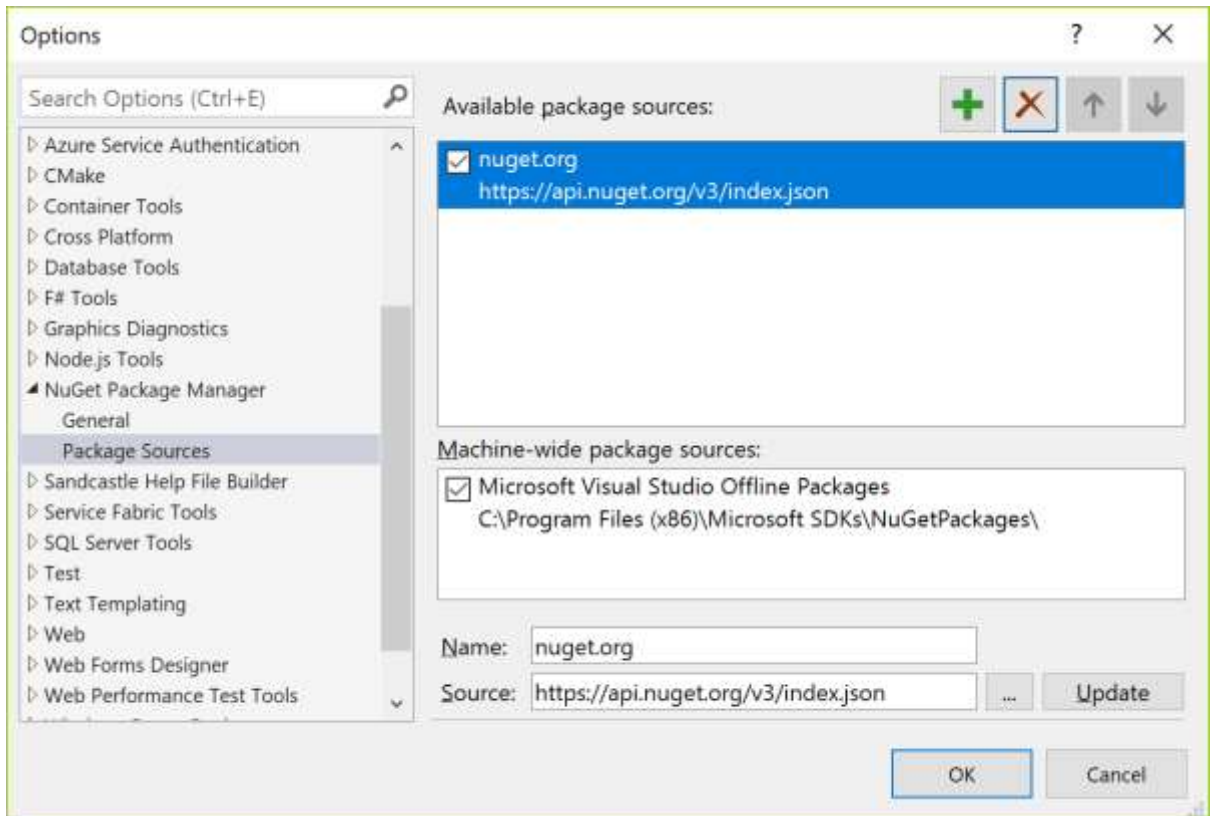 Options
?
Search Options (Ctrl+E)
Azure Service Authentication
CMake
Container Tools
Cross Platform
Database Tools
F# Tools
Graphics Diagnostics
Node.js Tools
NuGet Package Manager
General
Package Sources
Sandcastle Help File Builder
Service Fabric Tools
SQL Server Tools
Test
Text Templating
Web
Web Forms Designer
Web Performance Test Tools
Available package sources:
nuget.org
https://api.nuget.org/v3/index.json
Machine-wide package sources:
Microsoft Visual Studio Offline Packages
C:\Program Files (x86)\Microsoft SDKs\NuGetPackages\
Name: nuget.org
Source: https://api.nuget.org/v3/index.json ... Update
OK Cancel